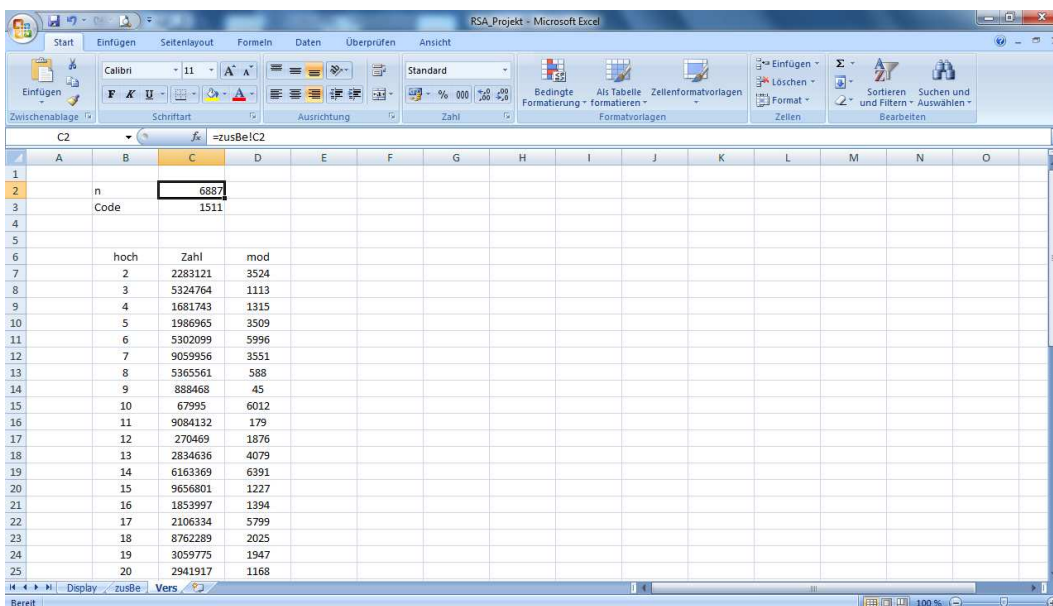 RSA_Projekt - Microsoft Excel
Start Einfügen Seitenlayout Formeln Daten Überprüfen Ansicht
Einfügen
Zwischenablage
Calibri 11
F K U
Schriftart
Ausrichtung
Standard
% 000
Zahl
Bedingte Formatierung
Als Tabelle formatieren
Zellenformatvorlagen
Formatvorlagen
Einfügen
Löschen
Format
Zellen
Sortieren und Filtern
Suchen und Auswählen
Bearbeiten
C2 fx =zusBe!C2
A B C D E F G H I J K L M N O
1
2 n 6887
3 Code 1511
4
5
6 hoch Zahl mod
7 2 2283121 3524
8 3 5324764 1113
9 4 1681743 1315
10 5 1986965 3509
11 6 5302099 5996
12 7 9059956 3551
13 8 5365561 588
14 9 888468 45
15 10 67995 6012
16 11 9084132 179
17 12 270469 1876
18 13 2834636 4079
19 14 6163369 6391
20 15 9656801 1227
21 16 1853997 1394
22 17 2106334 5799
23 18 8762289 2025
24 19 3059775 1947
25 20 2941917 1168
Display zusBe Vers
Bereit 100 %